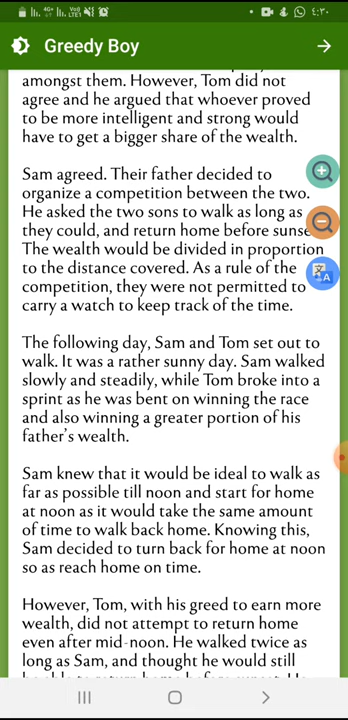 4G+ Vo)) LTE1 ٤:٣٠
Greedy Boy
amongst them. However, Tom did not
agree and he argued that whoever proved
to be more intelligent and strong would
have to get a bigger share of the wealth.
Sam agreed. Their father decided to
organize a competition between the two.
He asked the two sons to walk as long as
they could, and return home before sunse
The wealth would be divided in proportion
to the distance covered. As a rule of the
competition, they were not permitted to
carry a watch to keep track of the time.
The following day, Sam and Tom set out to
walk. It was a rather sunny day. Sam walked
slowly and steadily, while Tom broke into a
sprint as he was bent on winning the race
and also winning a greater portion of his
father's wealth.
Sam knew that it would be ideal to walk as
far as possible till noon and start for home
at noon as it would take the same amount
of time to walk back home. Knowing this,
Sam decided to turn back for home at noon
so as reach home on time.
However, Tom, with his greed to earn more
wealth, did not attempt to return home
even after mid-noon. He walked twice as
long as Sam, and thought he would still